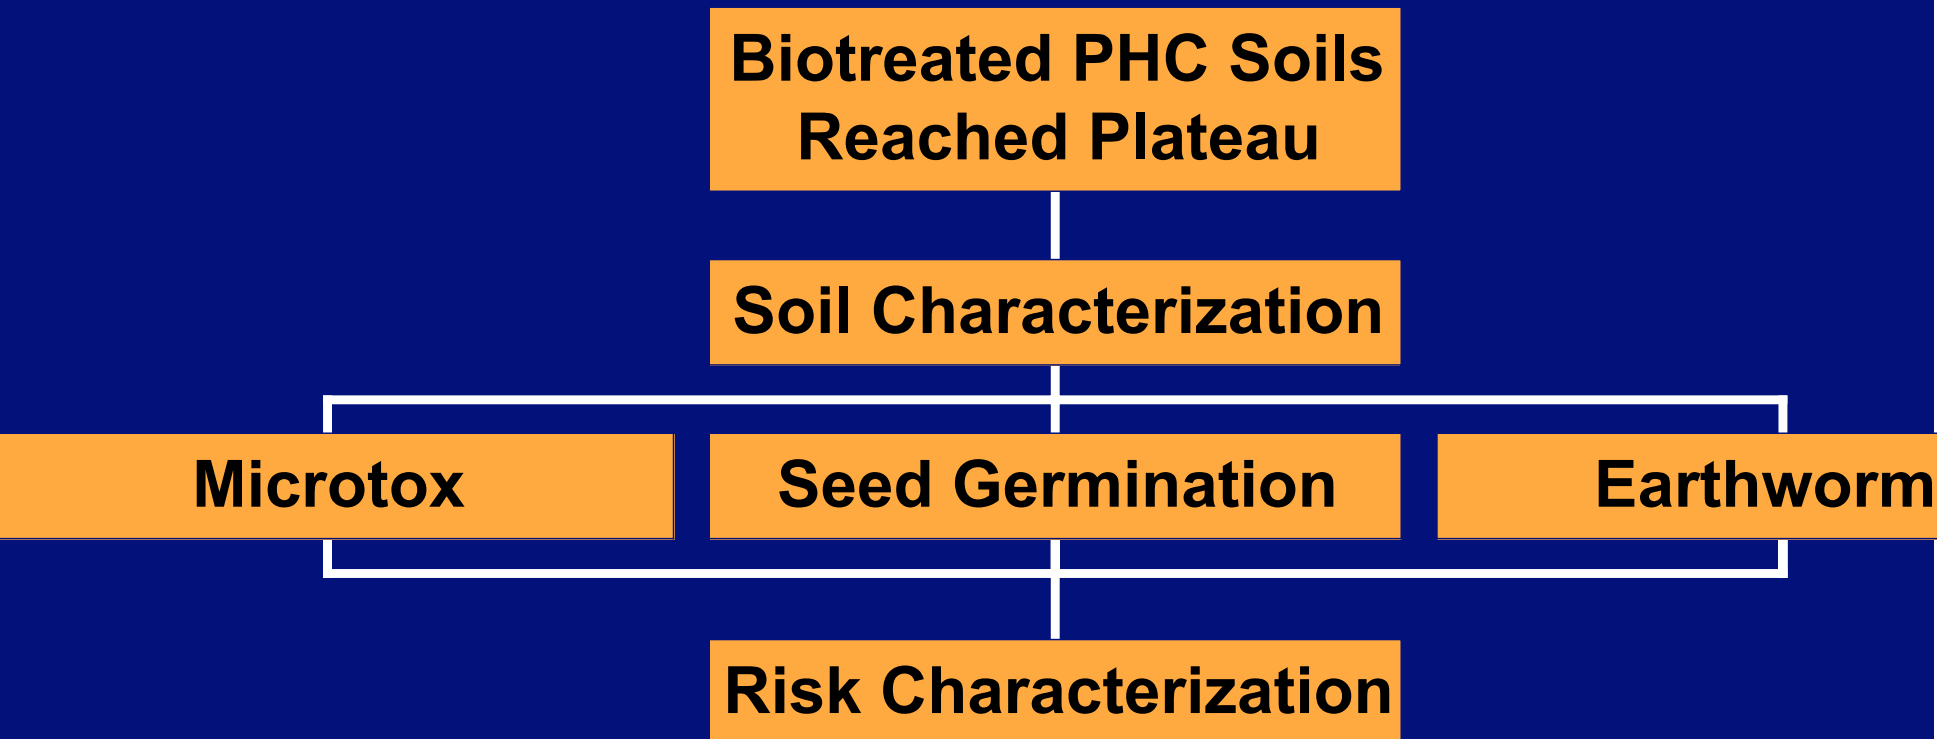 Biotreated PHC Soils
Reached Plateau
Soil Characterization
Microtox
Seed Germination
Earthworm
Risk Characterization